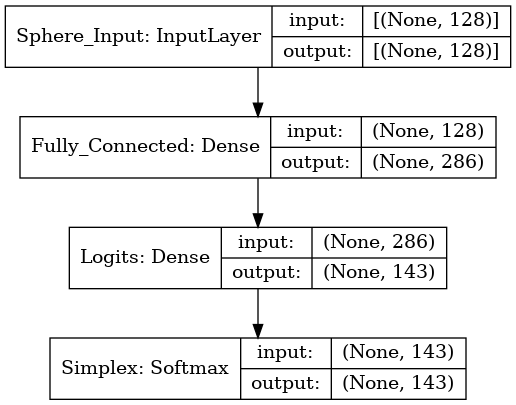 Sphere_Input: InputLayer
input: [(None, 128)]
output: [(None, 128)]
Fully_Connected: Dense
input: (None, 128)
output: (None, 286)
Logits: Dense
input: (None, 286)
output: (None, 143)
Simplex: Softmax
input: (None, 143)
output: (None, 143)